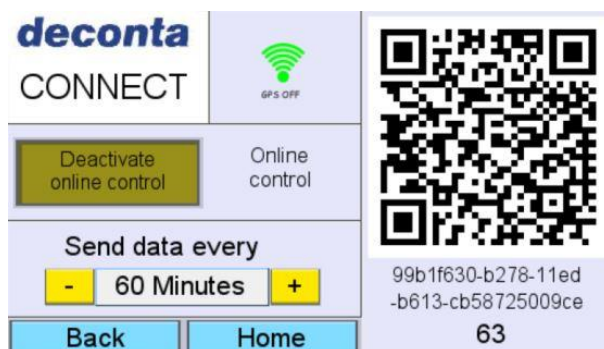 deconta
CONNECT
GPS OFF
Deactivate
online control
Online
control
Send data every
- 60 Minutes +
Back
Home
99b1f630-b278-11ed
-b613-cb58725009ce
63